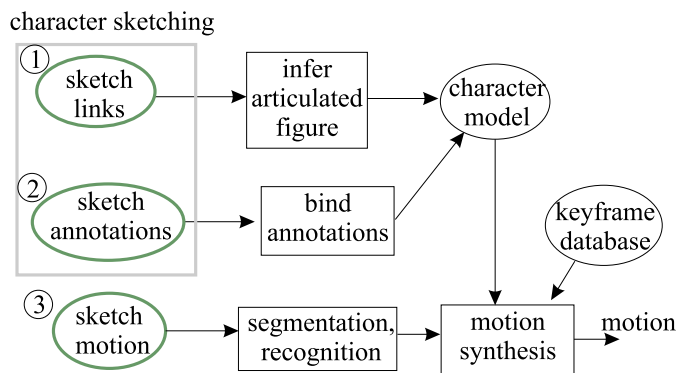 character sketching
1
sketch
links
infer
articulated
figure
character
model
2
sketch
annotations
bind
annotations
keyframe
database
3
sketch
motion
segmentation,
recognition
motion
synthesis
motion